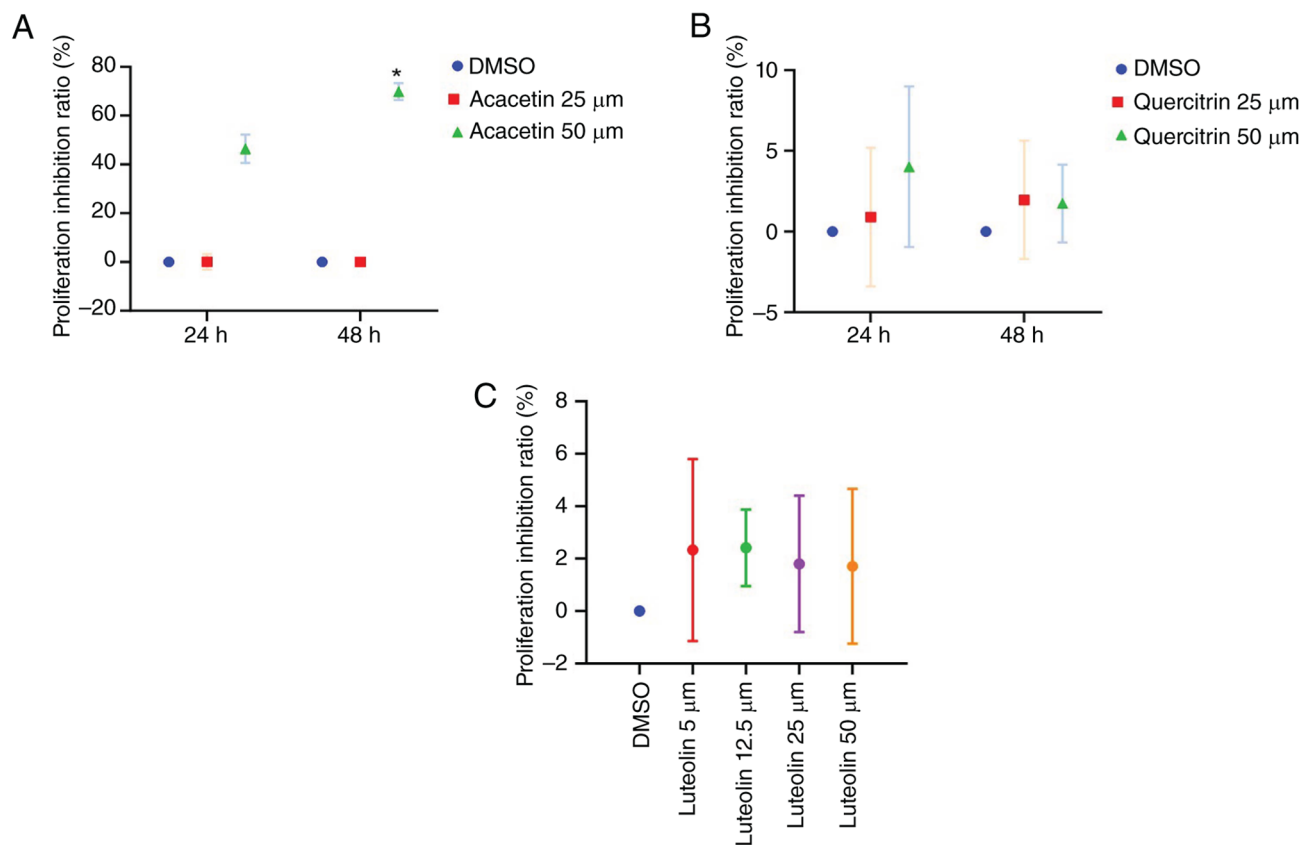 A
Proliferation inhibition ratio (%)
80
60
40
20
0
–20
24 h
48 h
*
DMSO
Acacetin 25 μm
Acacetin 50 μm
B
Proliferation inhibition ratio (%)
10
5
0
–5
24 h
48 h
DMSO
Quercitrin 25 μm
Quercitrin 50 μm
C
Proliferation inhibition ratio (%)
8
6
4
2
0
–2
DMSO
Luteolin 5 μm
Luteolin 12.5 μm
Luteolin 25 μm
Luteolin 50 μm